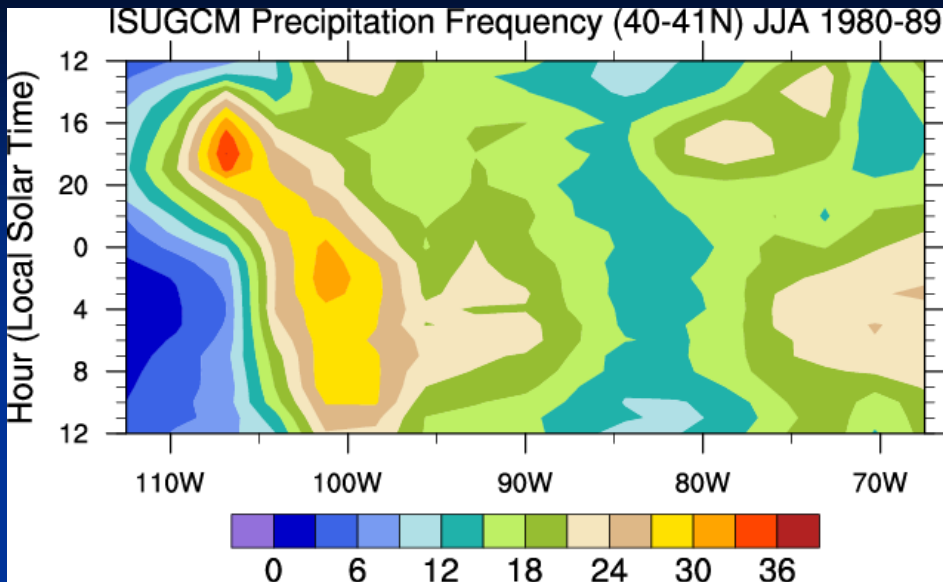 ISUGCM Precipitation Frequency (40-41N) JJA 1980-89
Hour (Local Solar Time)
12
16
20
0
4
8
12
110W 100W 90W 80W 70W
0 6 12 18 24 30 36